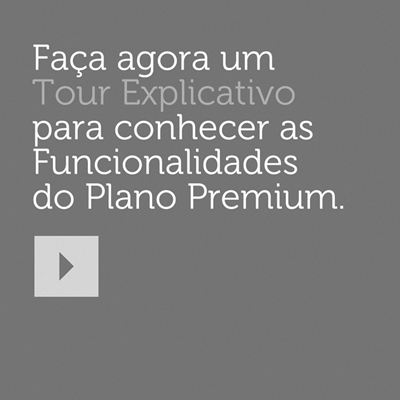 Faça agora um
Tour Explicativo
para conhecer as
Funcionalidades
do Plano Premium.